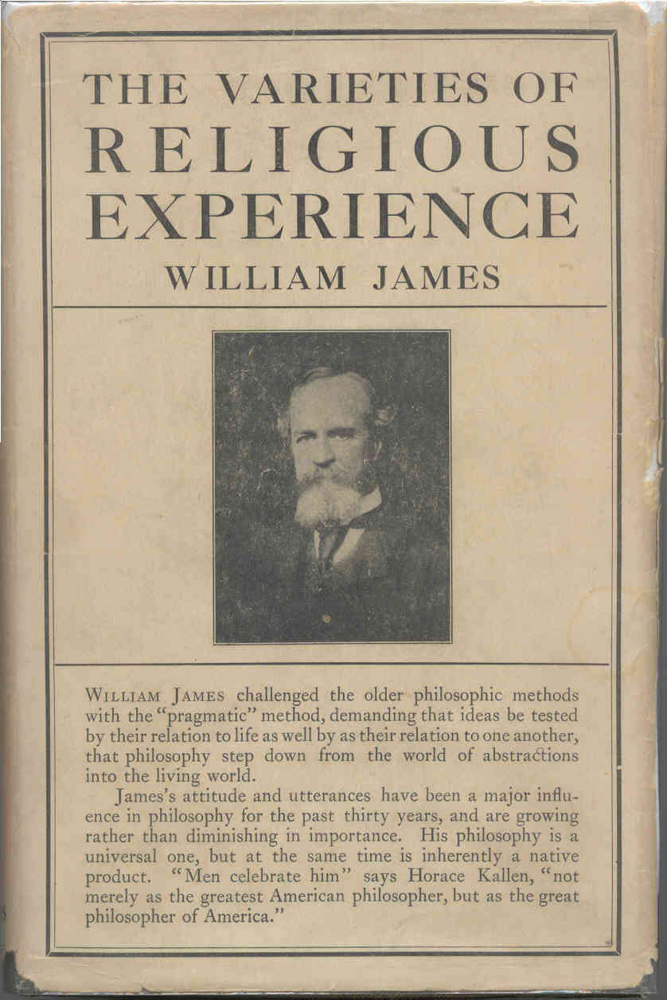 THE VARIETIES OF
RELIGIOUS
EXPERIENCE
WILLIAM JAMES
WILLIAM JAMES challenged the older philosophic methods
with the "pragmatic" method, demanding that ideas be tested
by their relation to life as well by as their relation to one another,
that philosophy step down from the world of abstractions
into the living world.
James's attitude and utterances have been a major influ-
ence in philosophy for the past thirty years, and are growing
rather than diminishing in importance. His philosophy is a
universal one, but at the same time is inherently a native
product. "Men celebrate him" says Horace Kallen, "not
merely as the greatest American philosopher, but as the great
philosopher of America."